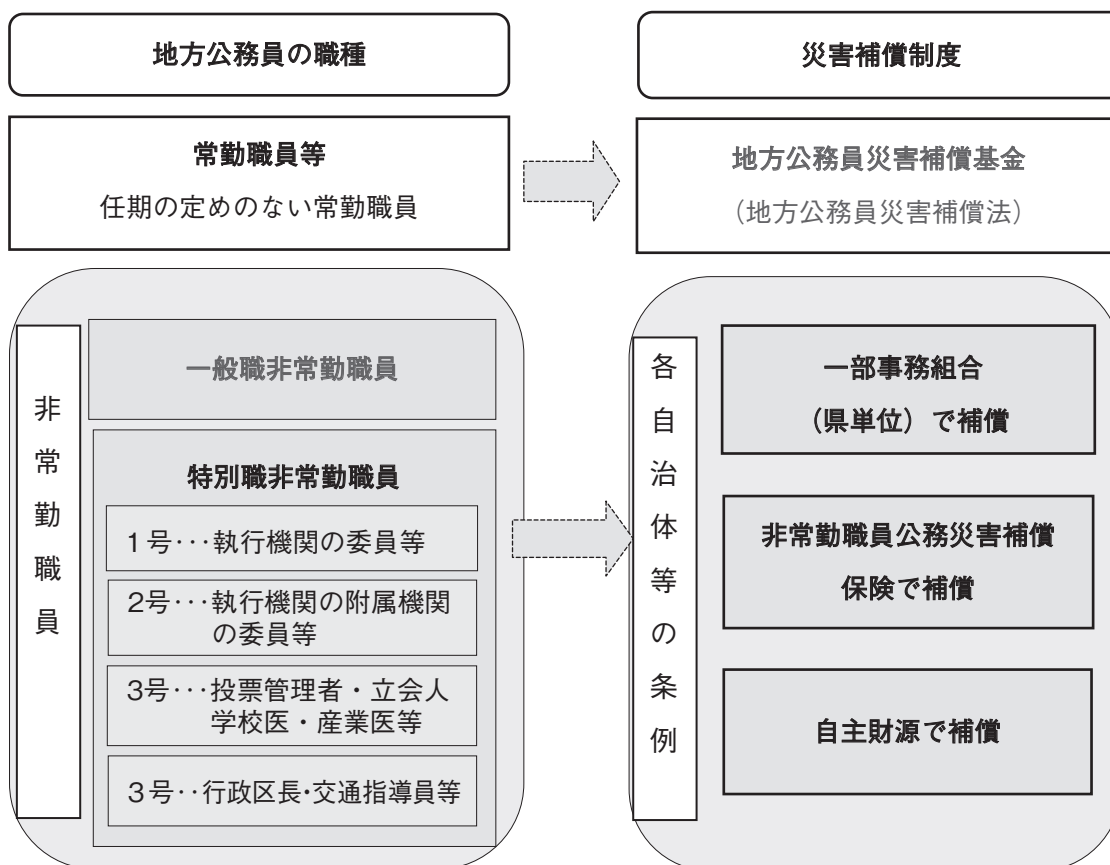 地方公務員の職種
災害補償制度
常勤職員等
任期の定めのない常勤職員
地方公務員災害補償基金
（地方公務員災害補償法）
非常勤職員
一般職非常勤職員
特別職非常勤職員
1号･･･執行機関の委員等
2号･･･執行機関の附属機関
の委員等
3号･･･投票管理者・立会人
学校医・産業医等
3号･･行政区長・交通指導員等
各自治体等の条例
一部事務組合
（県単位）で補償
非常勤職員公務災害補償
保険で補償
自主財源で補償